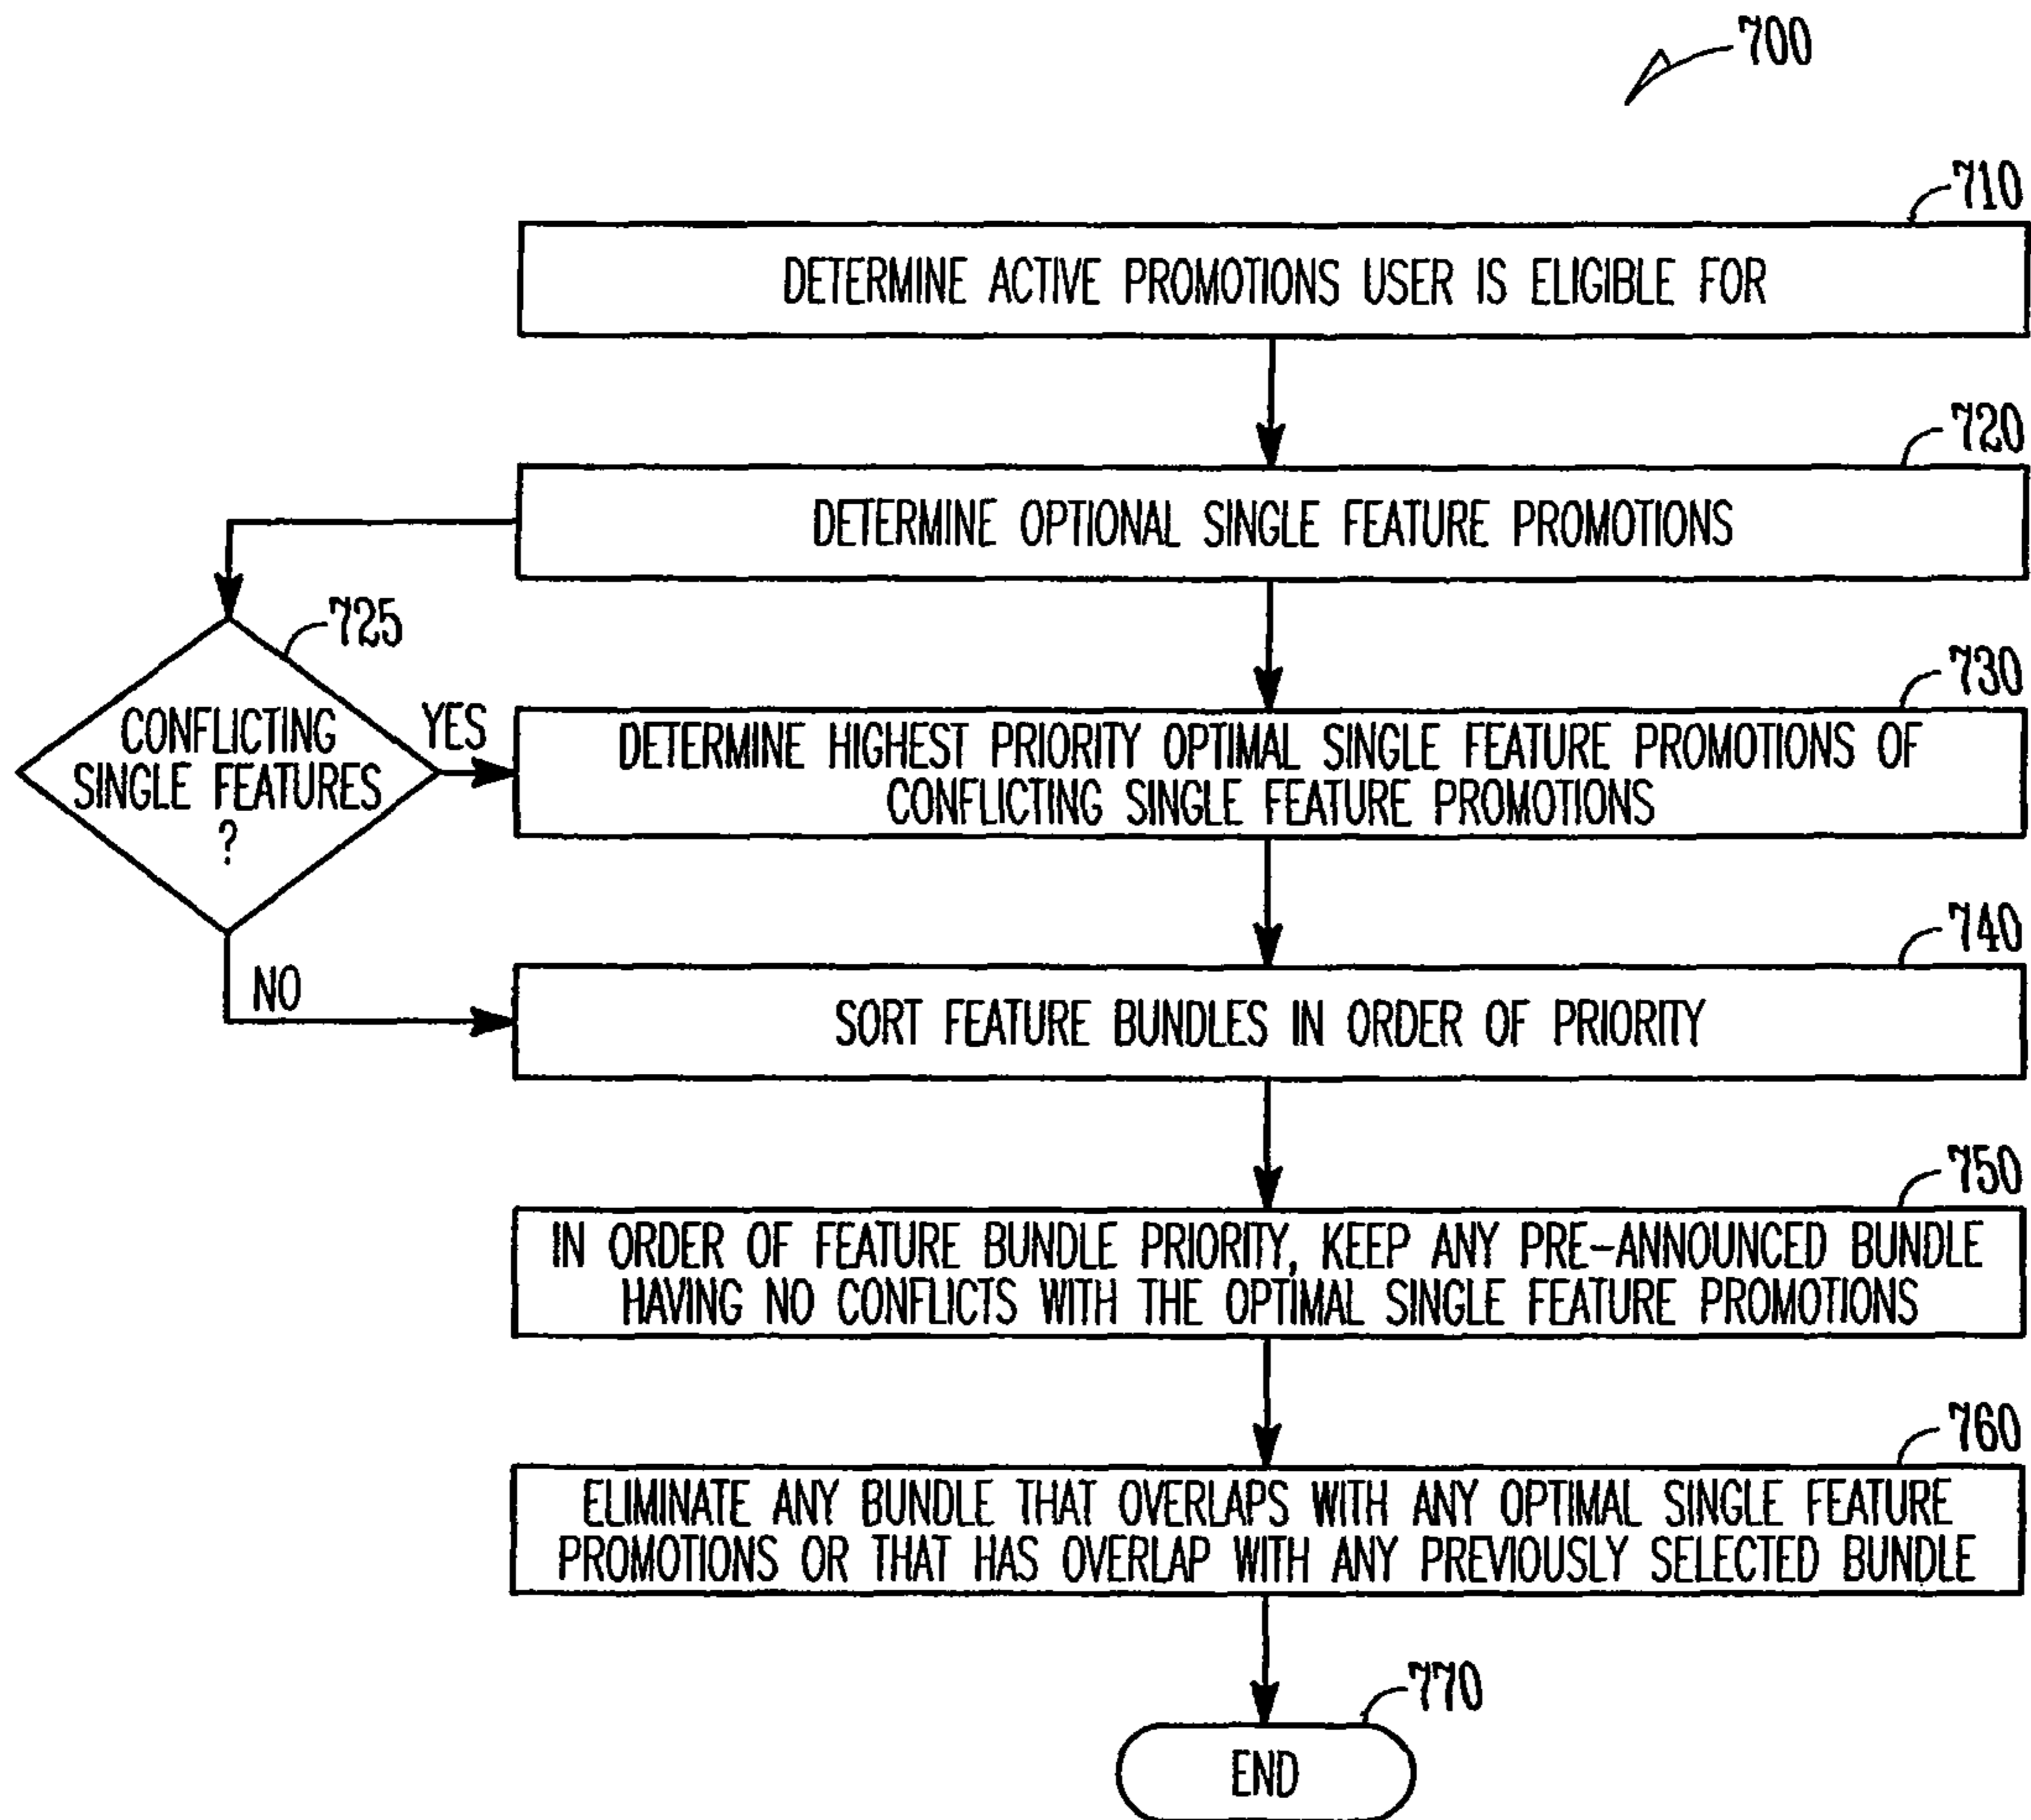 700
710
DETERMINE ACTIVE PROMOTIONS USER IS ELIGIBLE FOR
720
DETERMINE OPTIONAL SINGLE FEATURE PROMOTIONS
725
CONFLICTING
SINGLE FEATURES
?
YES
NO
730
DETERMINE HIGHEST PRIORITY OPTIMAL SINGLE FEATURE PROMOTIONS OF
CONFLICTING SINGLE FEATURE PROMOTIONS
740
SORT FEATURE BUNDLES IN ORDER OF PRIORITY
750
IN ORDER OF FEATURE BUNDLE PRIORITY, KEEP ANY PRE-ANNOUNCED BUNDLE
HAVING NO CONFLICTS WITH THE OPTIMAL SINGLE FEATURE PROMOTIONS
760
ELIMINATE ANY BUNDLE THAT OVERLAPS WITH ANY OPTIMAL SINGLE FEATURE
PROMOTIONS OR THAT HAS OVERLAP WITH ANY PREVIOUSLY SELECTED BUNDLE
770
END